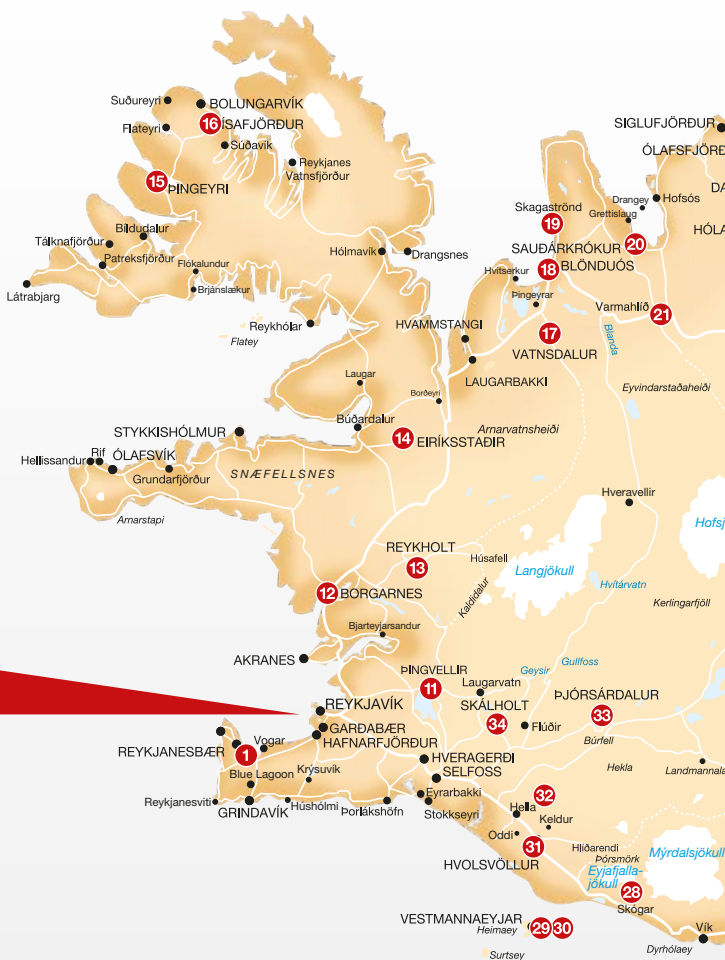 Suðureyri
BOLUNGARVÍK
16
ÍSAFJÖRÐUR
Flateyri
Súðavík
SIGLUFJÖRÐUR
ÓLAFSFJÖRÐ
Reykjanes
Vatnsfjörður
15
ÞINGEYRI
DA
Drangey
Hofsós
Skagaströnd
Grettislaug
19
HÓLA
Bíldudalur
Tálknafjörður
Patreksfjörður
Flókalundur
Hólmavík
Drangsnes
SAUÐÁRKRÓKUR
20
18
BLÖNDUÓS
Hvítserkur
Látrabjarg
Brjánslækur
Þingeyrar
Varmahlíð
21
Reykhólar
Flatey
HVAMMSTANGI
17
VATNSDALUR
Blanda
Laugar
LAUGARBAKKI
Borðeyri
Eyvindarstaðaheiði
Búðardalur
STYKKISHÓLMUR
14
EIRÍKSSTAÐIR
Arnarvatnsheiði
Rif
Hellissandur
ÓLAFSVÍK
Grundarfjörður
SNÆFELLSNES
Hveravellir
Arnarstapi
Hofsj
REYKHOLT
13
Húsafell
Langjökull
Kaldidalur
Hvítárvatn
12
BORGARNES
Kerlingarfjöll
Bjarteyjarsandur
AKRANES
ÞINGVELLIR
11
Laugarvatn
Geysir
Gullfoss
SKÁLHOLT
34
ÞJÓRSÁRDALUR
33
REYKJAVÍK
GARÐABÆR
HAFNARFJÖRÐUR
Flúðir
Búrfell
REYKJANESBÆR
Vogar
1
HVERAGERÐI
SELFOSS
Hekla
Landmannala
Blue Lagoon
Krýsuvík
Eyrarbakki
32
Reykjanesviti
GRINDAVÍK
Húshólmi
Þorlákshöfn
Stokkseyri
Hella
Keldur
Oddi
31
HVOLSVÖLLUR
Hlíðarendi
Þórsmörk
Mýrdalsjökull
Eyjafjalla-
jökull
28
Skógar
VESTMANNAEYJAR
Heimaey
29
30
Vík
Surtsey
Dyrhólaey